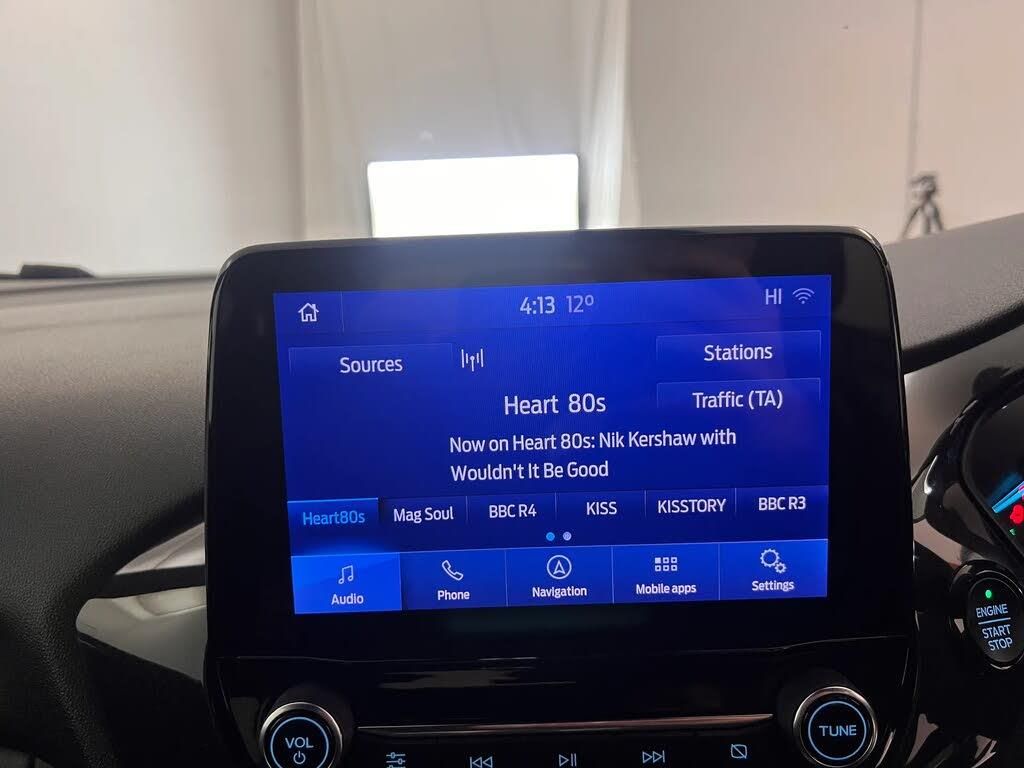 4:13 12°
HI
Sources
Stations
Heart 80s
Traffic (TA)
Now on Heart 80s: Nik Kershaw with
Wouldn't It Be Good
Heart80s
Mag Soul
BBC R4
KISS
KISSTORY
BBC R3
Audio
Phone
Navigation
Mobile apps
Settings
ENGINE
START
STOP
VOL
TUNE